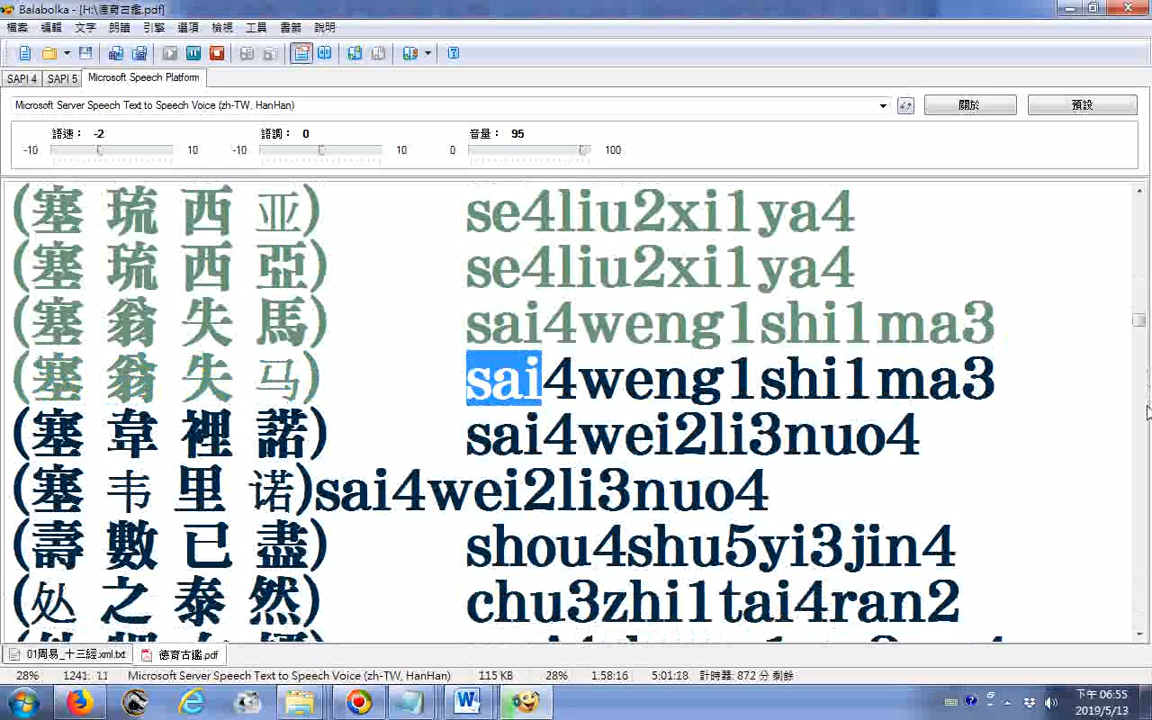 Balabolka - [H:\德育古鑑.pdf]
檔案 編輯 文字 朗讀 引擎 選項 檢視 工具 書籤 說明
SAPI 4 SAPI 5 Microsoft Speech Platform
Microsoft Server Speech Text to Speech Voice (zh-TW, HanHan) 關於 預設
語速： -2 語調： 0 音量： 95
-10 10 -10 10 0 100
(塞 琉 西 亚) se4liu2xi1ya4
(塞 琉 西 亞) se4liu2xi1ya4
(塞 翁 失 馬) sai4weng1shi1ma3
(塞 翁 失 马) sai4weng1shi1ma3
(塞 韋 裡 諾) sai4wei2li3nuo4
(塞 韦 里 诺)sai4wei2li3nuo4
(壽 數 已 盡) shou4shu5yi3jin4
(处 之 泰 然) chu3zhi1tai4ran2
01周易_十三經.xml.txt 德育古鑑.pdf
28% 1241: 11 Microsoft Server Speech Text to Speech Voice (zh-TW, HanHan) 115 KB 28% 1:58:16 5:01:18 計時器: 872 分 剩餘
下午 06:55
2019/5/13